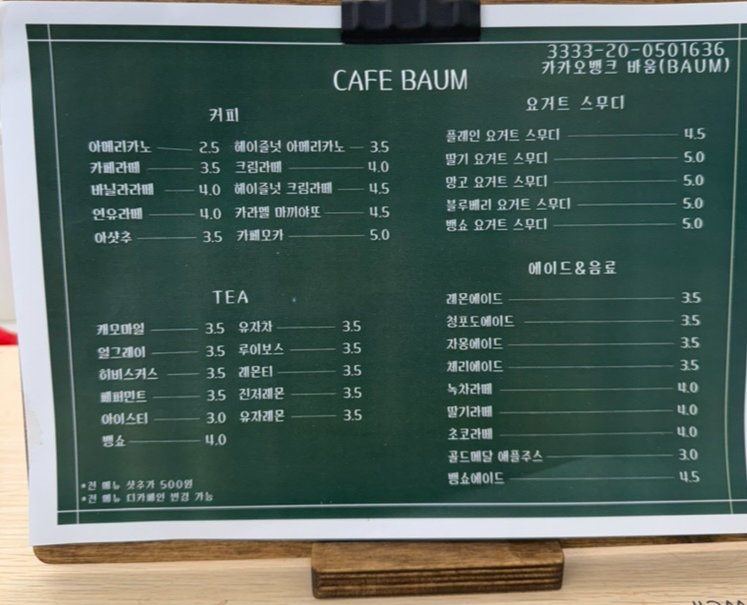 3333-20-0501636
카카오뱅크 바움(BAUM)
CAFE BAUM
커피
아메리카노 2.5 헤이즐넛 아메리카노 3.5
카페라떼 3.5 크림라떼 4.0
바닐라라떼 4.0 헤이즐넛 크림라떼 4.5
연유라떼 4.0 카라멜 마끼아또 4.5
아샷추 3.5 카페모카 5.0
TEA
캐모마일 3.5 유자차 3.5
얼그레이 3.5 루이보스 3.5
히비스커스 3.5 레몬티 3.5
페퍼민트 3.5 진저레몬 3.5
아이스티 3.0 유자레몬 3.5
뱅쇼 4.0
*전 메뉴 샷추가 500원
*전 메뉴 디카페인 변경 가능
요거트 스무디
플레인 요거트 스무디 4.5
딸기 요거트 스무디 5.0
망고 요거트 스무디 5.0
블루베리 요거트 스무디 5.0
뱅쇼 요거트 스무디 5.0
에이드&음료
레몬에이드 3.5
청포도에이드 3.5
자몽에이드 3.5
체리에이드 3.5
녹차라떼 4.0
딸기라떼 4.0
초코라떼 4.0
골드메달 애플주스 3.0
뱅쇼에이드 4.5